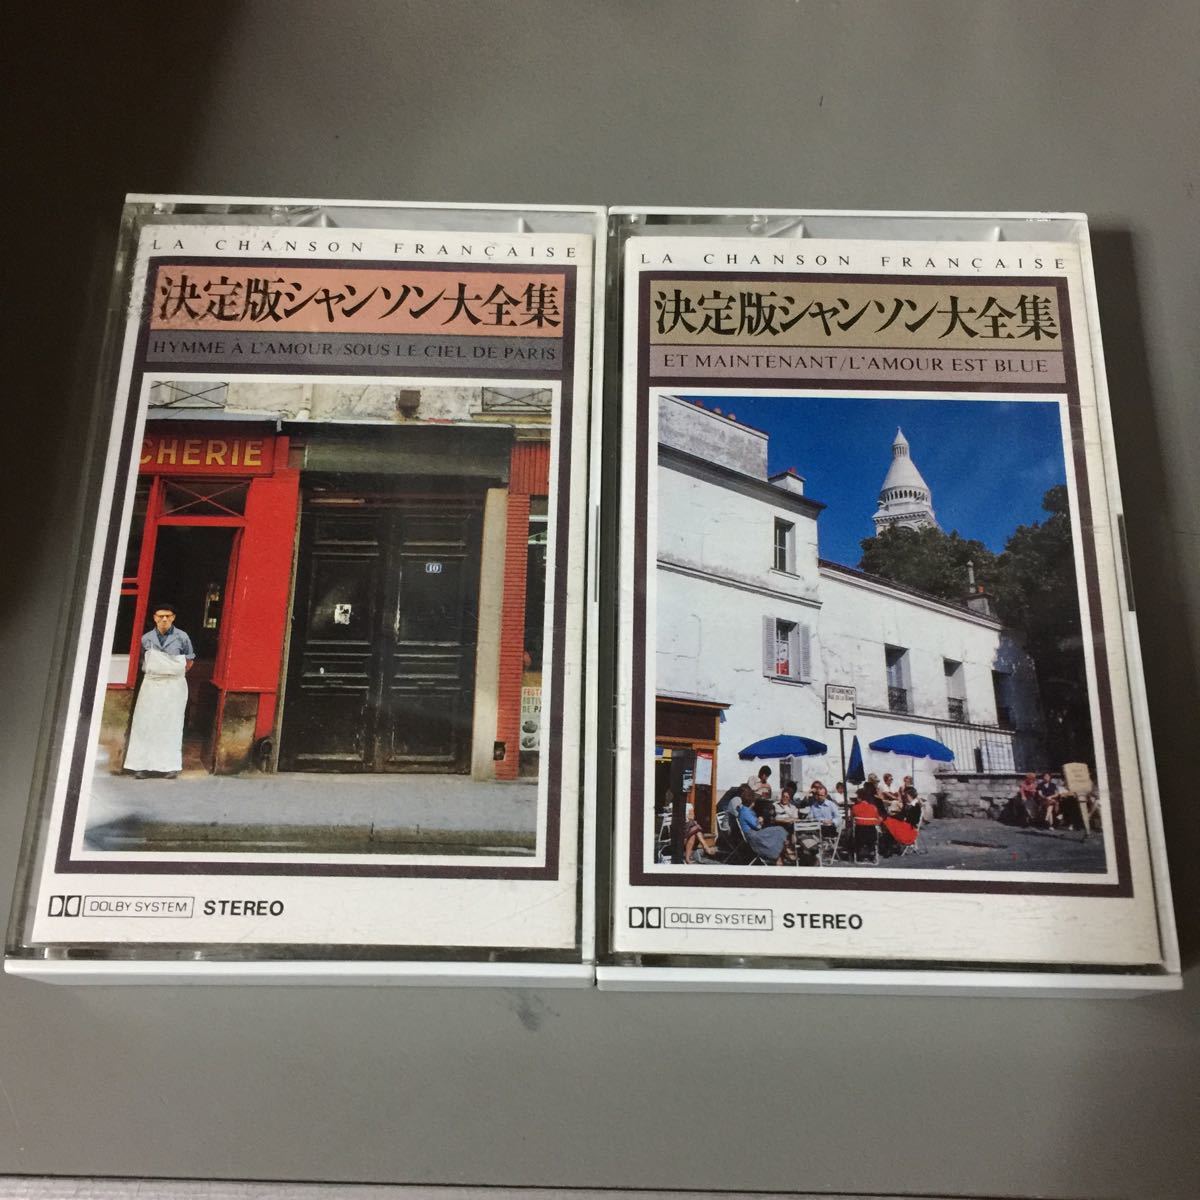 LA CHANSON FRANÇAISE
決定版シャンソン大全集
HYMME À L'AMOUR/SOUS LE CIEL DE PARIS
CHERIE
10
DOLBY SYSTEM STEREO
LA CHANSON FRANÇAISE
決定版シャンソン大全集
ET MAINTENANT/L'AMOUR EST BLUE
STATIONNEMENT
DOLBY SYSTEM STEREO